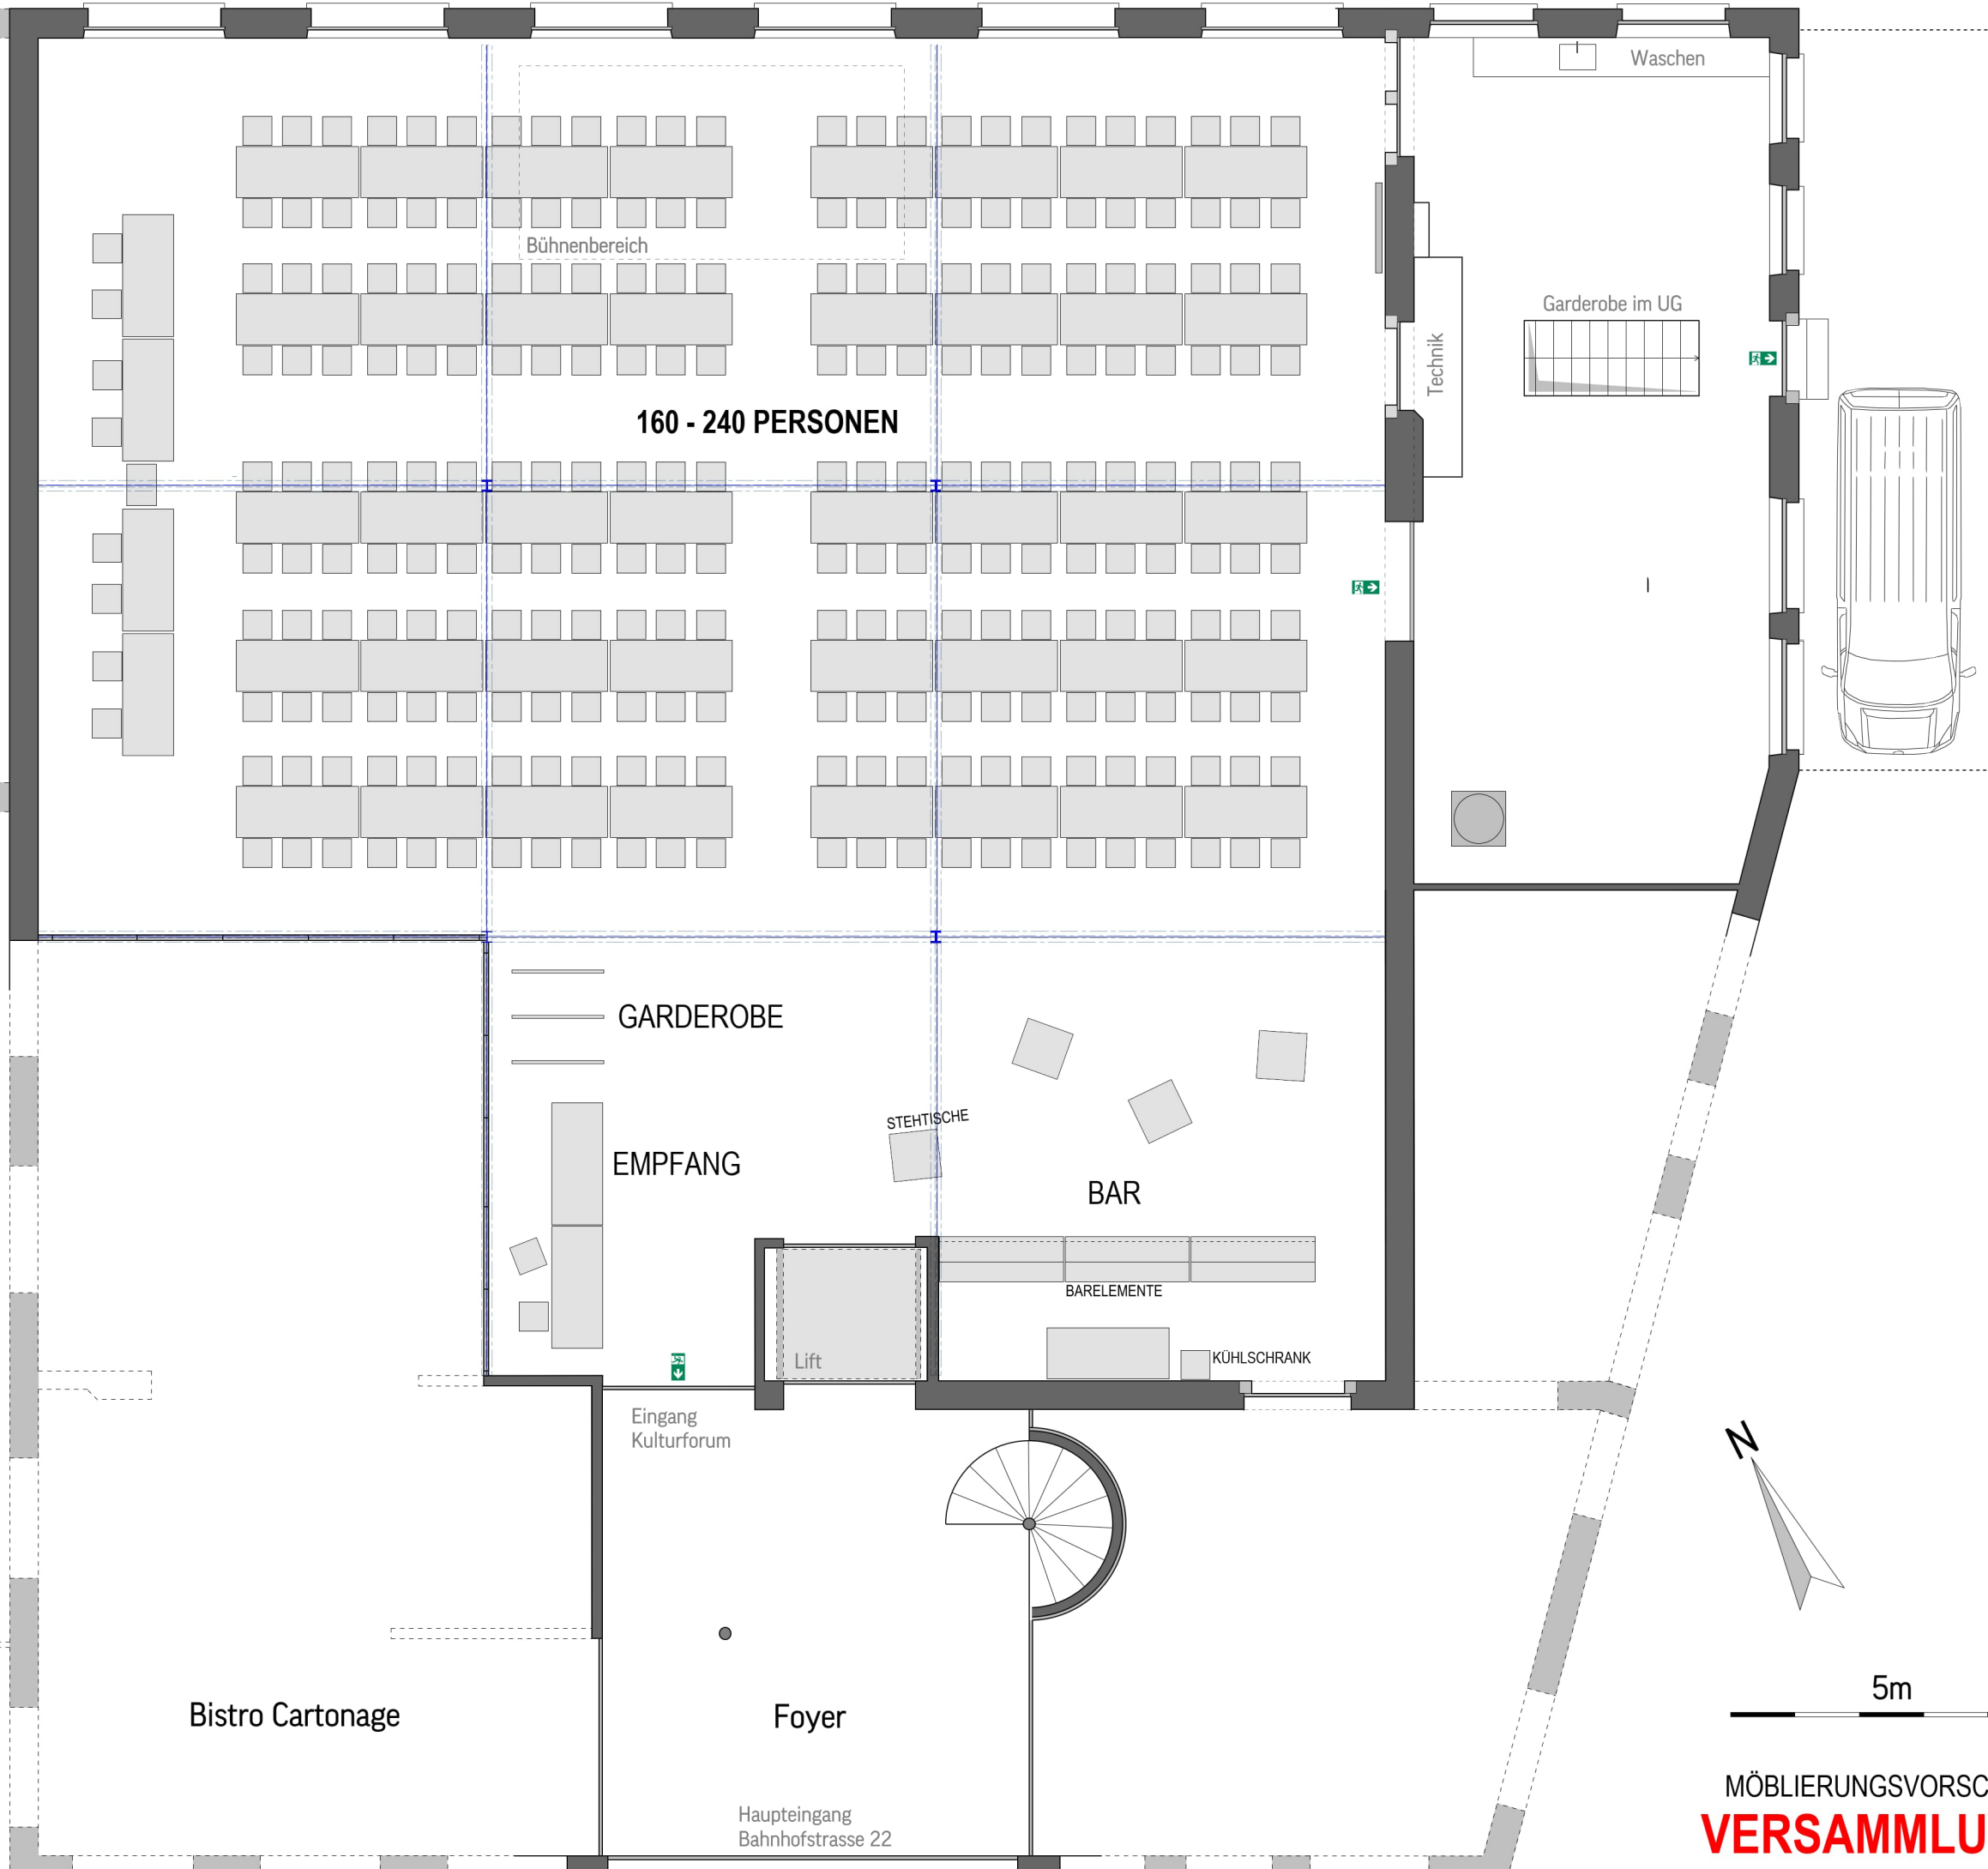 Waschen
Bühnenbereich
Garderobe im UG
Technik
160 - 240 PERSONEN
GARDEROBE
STEHTISCHE
EMPFANG
BAR
BARELEMENTE
Lift
KÜHLSCHRANK
Eingang
Kulturforum
N
5m
Bistro Cartonage
Foyer
MÖBLIERUNGSVORSC
Haupteingang
Bahnhofstrasse 22
VERSAMMLU